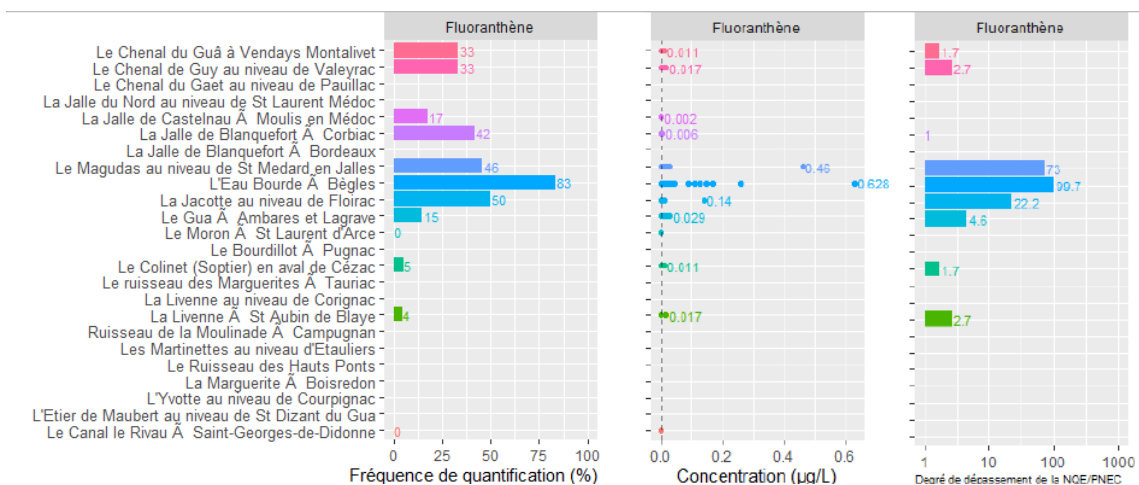 Fluoranthène Fluoranthène Fluoranthène
Le Chenal du Guâ à Vendays Montalivet 33 0.011 1.7
Le Chenal de Guy au niveau de Valeyrac 33 0.017 2.7
Le Chenal du Gaet au niveau de Pauillac
La Jalle du Nord au niveau de St Laurent Médoc
La Jalle de Castelnau Ã Moulis en Médoc 17 0.002
La Jalle de Blanquefort Ã Corbiac 42 0.006 1
La Jalle de Blanquefort Ã Bordeaux
Le Magudas au niveau de St Medard en Jalles 46 0.46 73
L'Eau Bourde Ã Bègles 83 0.628 99.7
La Jacotte au niveau de Floirac 50 0.14 22.2
Le Gua Ã Ambares et Lagrave 15 0.029 4.6
Le Moron Ã St Laurent d'Arce 0
Le Bourdillot Ã Pugnac
Le Colinet (Soptier) en aval de Cézac 5 0.011 1.7
Le ruisseau des Marguerites Ã Tauriac
La Livenne au niveau de Corignac
La Livenne Ã St Aubin de Blaye 4 0.017 2.7
Ruisseau de la Moulinade Ã Campugnan
Les Martinettes au niveau d'Etauliers
Le Ruisseau des Hauts Ponts
La Marguerite Ã Boisredon
L'Yvotte au niveau de Courpignac
L'Etier de Maubert au niveau de St Dizant du Gua
Le Canal le Rivau Ã Saint-Georges-de-Didonne 0
0 25 50 75 100 0.0 0.2 0.4 0.6 1 10 100 1000
Fréquence de quantification (%) Concentration (µg/L) Degré de dépassement de la NQE/PNEC